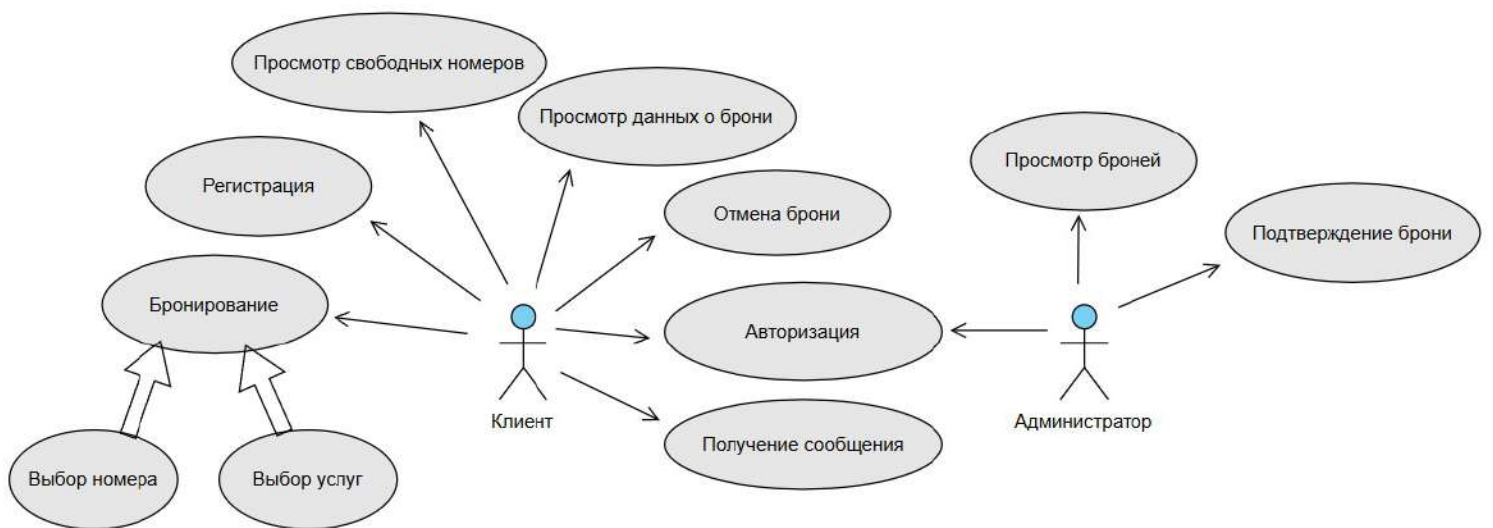 Просмотр свободных номеров
Просмотр данных о брони
Просмотр броней
Регистрация
Отмена брони
Подтверждение брони
Бронирование
Авторизация
Клиент
Администратор
Получение сообщения
Выбор номера
Выбор услуг